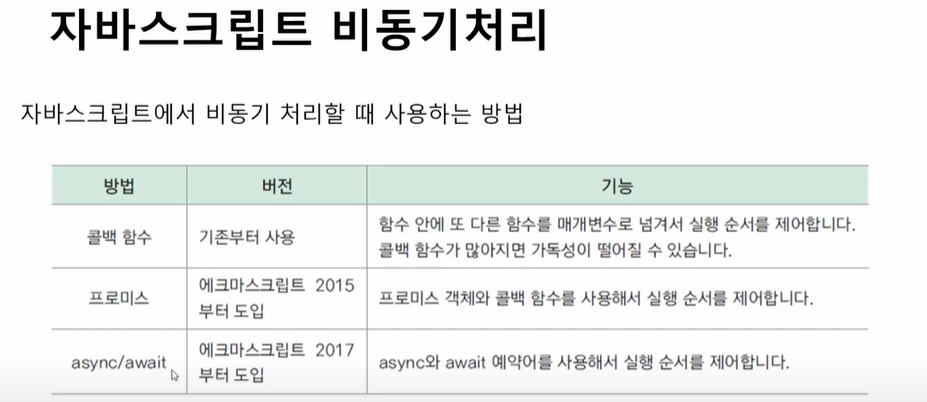 자바스크립트 비동기처리
자바스크립트에서 비동기 처리할 때 사용하는 방법
방법 버전 기능
콜백 함수 기존부터 사용 함수 안에 또 다른 함수를 매개변수로 넘겨서 실행 순서를 제어합니다.
콜백 함수가 많아지면 가독성이 떨어질 수 있습니다.
프로미스 에크마스크립트 2015
부터 도입 프로미스 객체와 콜백 함수를 사용해서 실행 순서를 제어합니다.
async/await 에크마스크립트 2017
부터 도입 async와 await 예약어를 사용해서 실행 순서를 제어합니다.